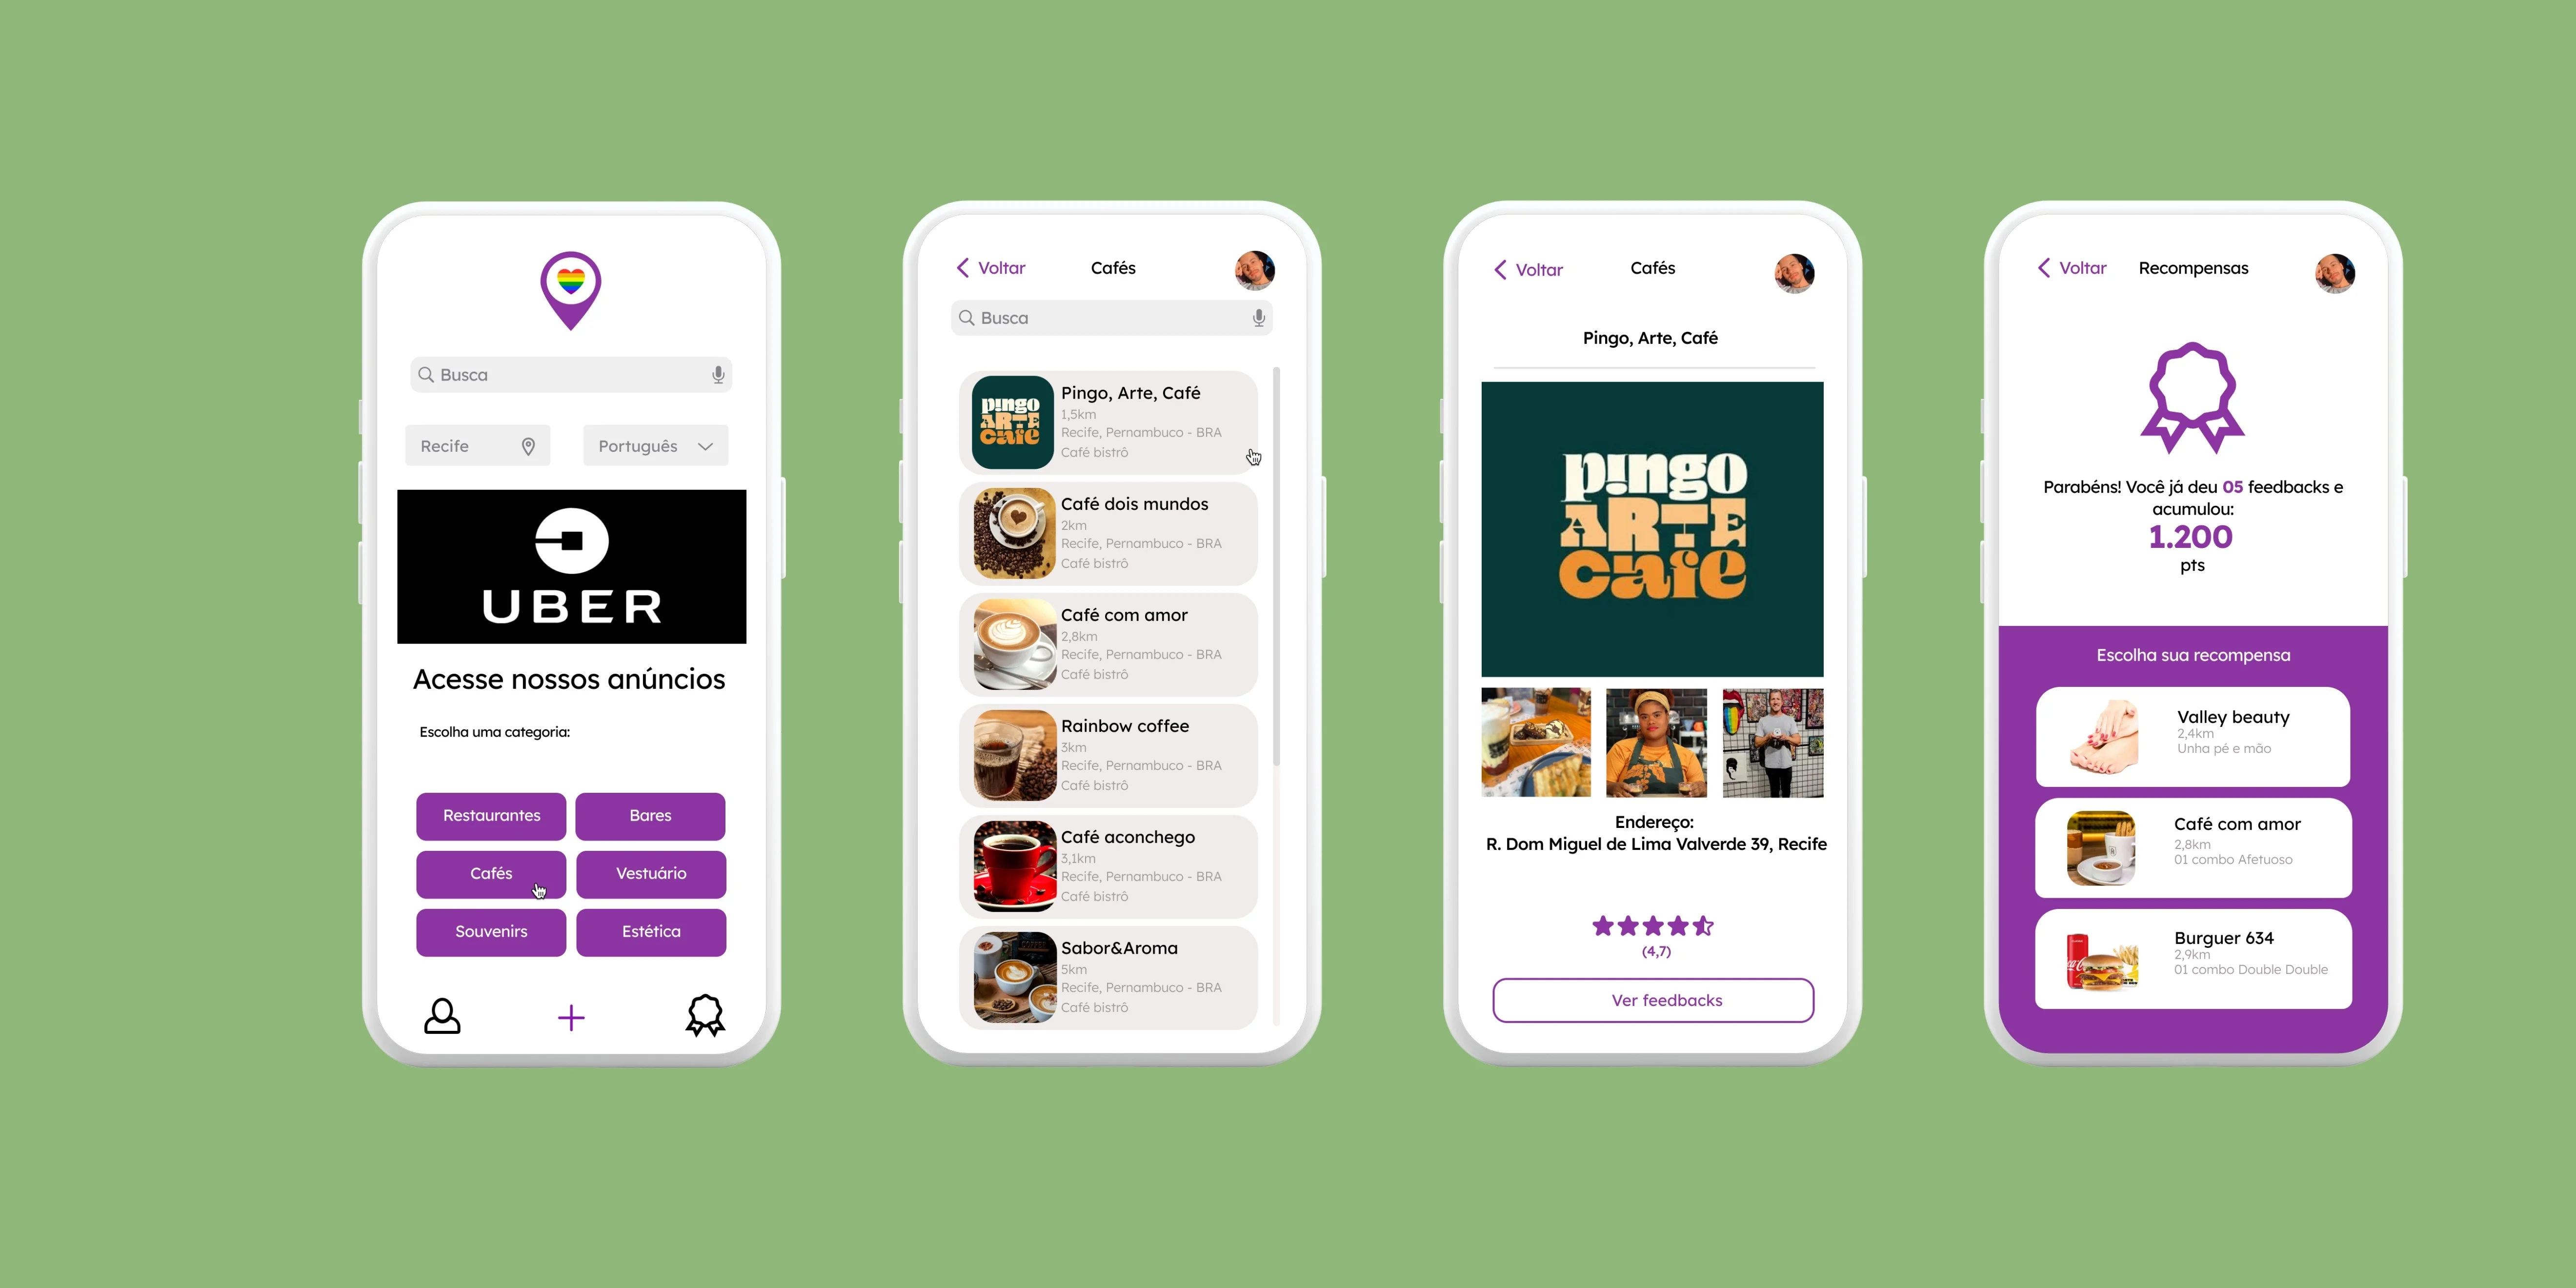 Busca
Recife
Português
UBER
Acesse nossos anúncios
Escolha uma categoria:
Restaurantes
Bares
Cafés
Vestuário
Souvenirs
Estética
Voltar
Cafés
Busca
pingo
ARTE
café
Pingo, Arte, Café
1,5km
Recife, Pernambuco - BRA
Café bistrô
Café dois mundos
2km
Recife, Pernambuco - BRA
Café bistrô
Café com amor
2,8km
Recife, Pernambuco - BRA
Café bistrô
Rainbow coffee
3km
Recife, Pernambuco - BRA
Café bistrô
Café aconchego
3,1km
Recife, Pernambuco - BRA
Café bistrô
Sabor&Aroma
5km
Recife, Pernambuco - BRA
Café bistrô
Voltar
Cafés
Pingo, Arte, Café
pingo
ARTE
café
Endereço:
R. Dom Miguel de Lima Valverde 39, Recife
(4,7)
Ver feedbacks
Voltar
Recompensas
Parabéns! Você já deu 05 feedbacks e
acumulou:
1.200
pts
Escolha sua recompensa
Valley beauty
2,4km
Unha pé e mão
Café com amor
2,8km
01 combo Afetuoso
Burguer 634
2,9km
01 combo Double Double